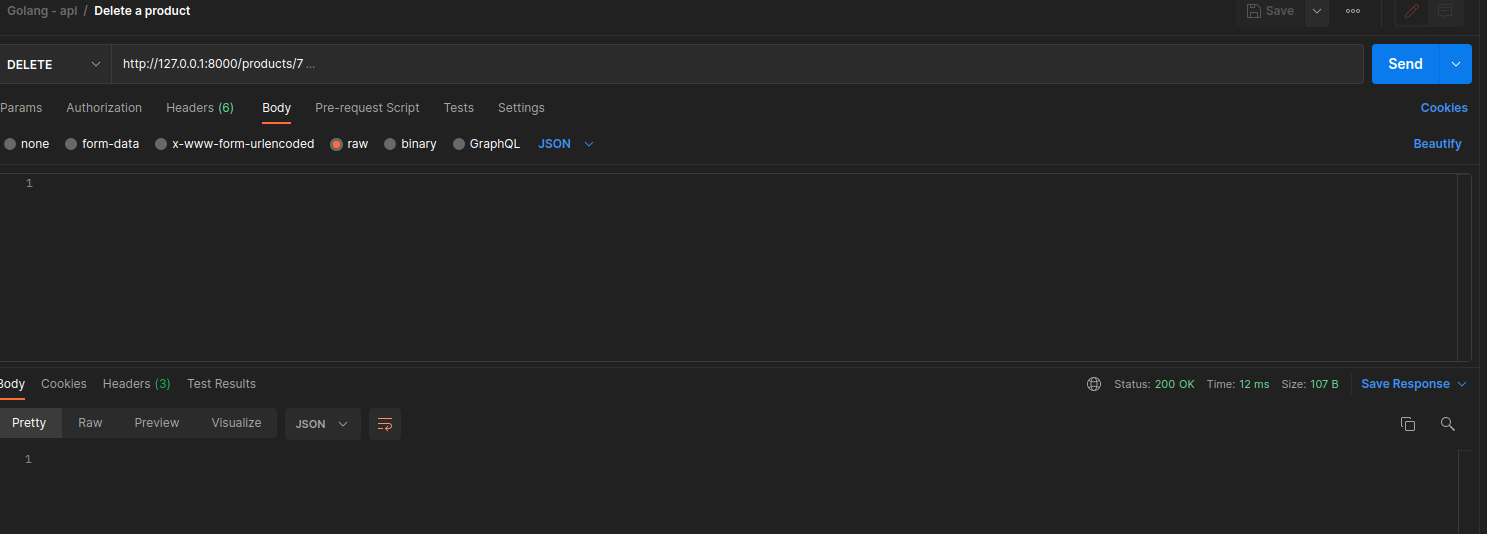 Golang - api / Delete a product
Save
DELETE http://127.0.0.1:8000/products/7 ... Send
Params Authorization Headers (6) Body Pre-request Script Tests Settings Cookies
none form-data x-www-form-urlencoded raw binary GraphQL JSON Beautify
1
Body Cookies Headers (3) Test Results Status: 200 OK Time: 12 ms Size: 107 B Save Response
Pretty Raw Preview Visualize JSON
1